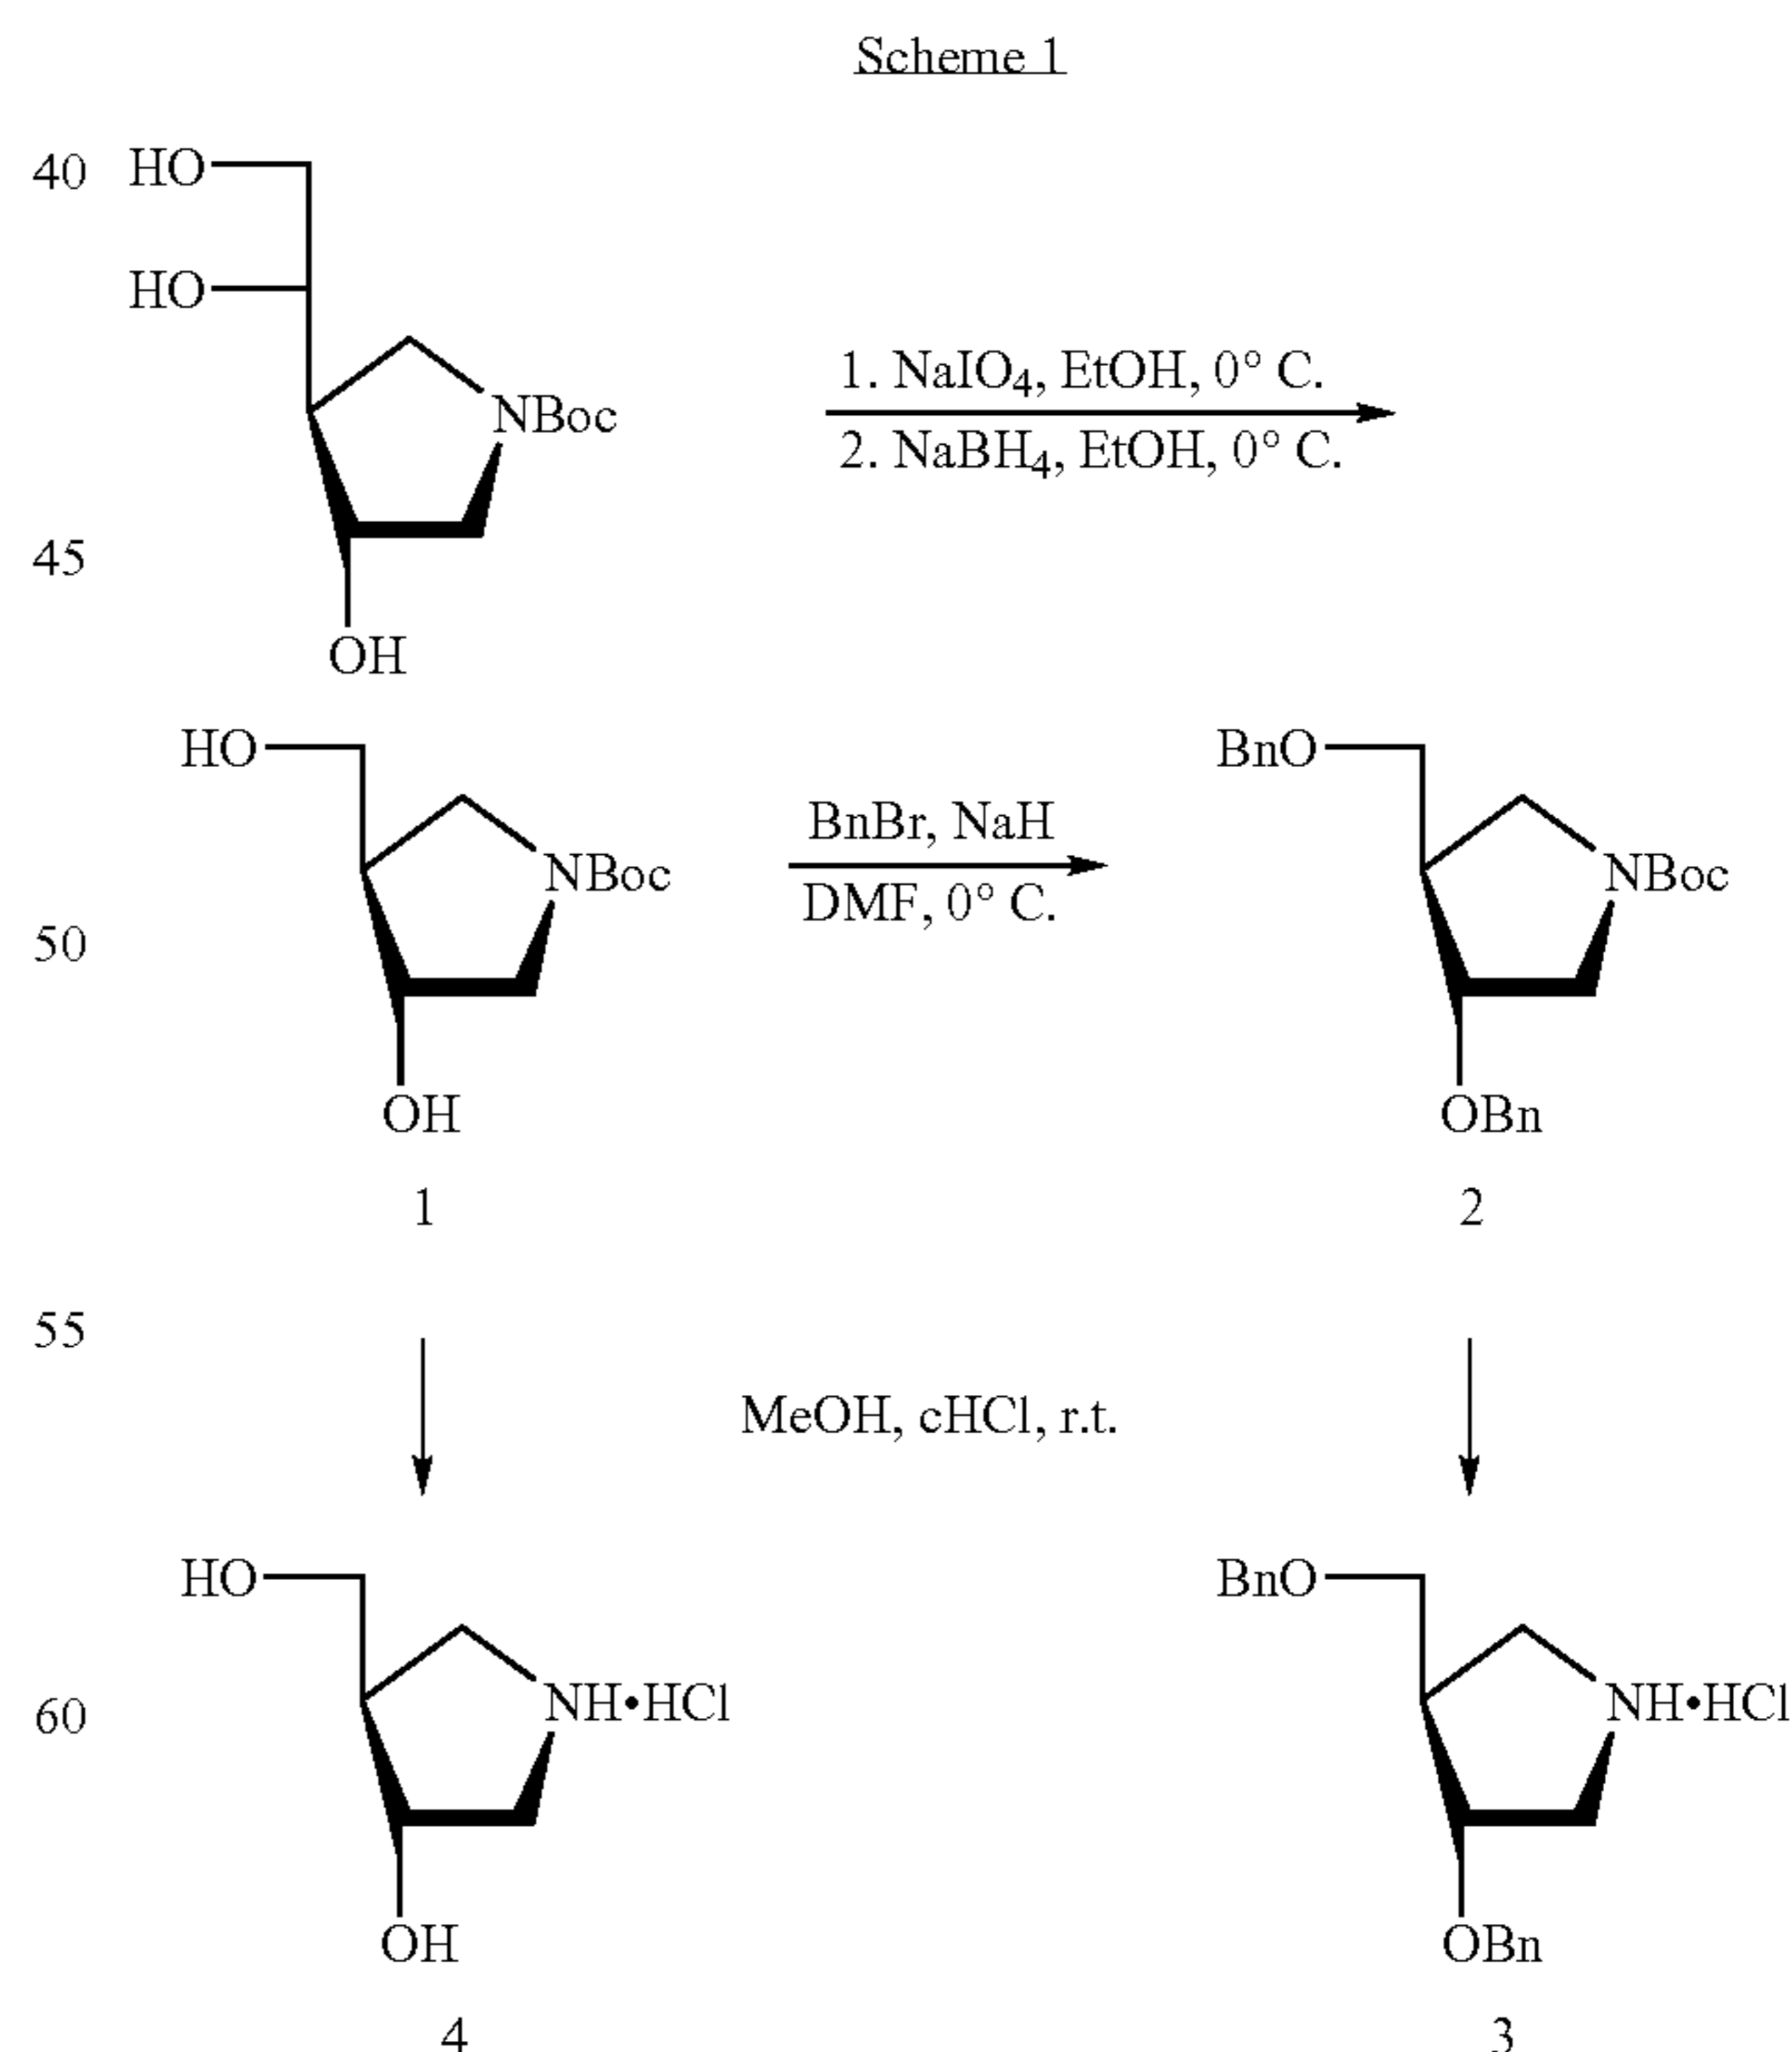 Scheme 1
40 HO
HO
NBoc
1. NaIO4, EtOH, 0° C.
2. NaBH4, EtOH, 0° C.
45
OH
HO
BnO
BnBr, NaH
NBoc
NBoc
DMF, 0° C.
50
OH
OBn
1
2
55
MeOH, cHCl, r.t.
HO
BnO
60
NH•HCl
NH•HCl
OH
OBn
4
3